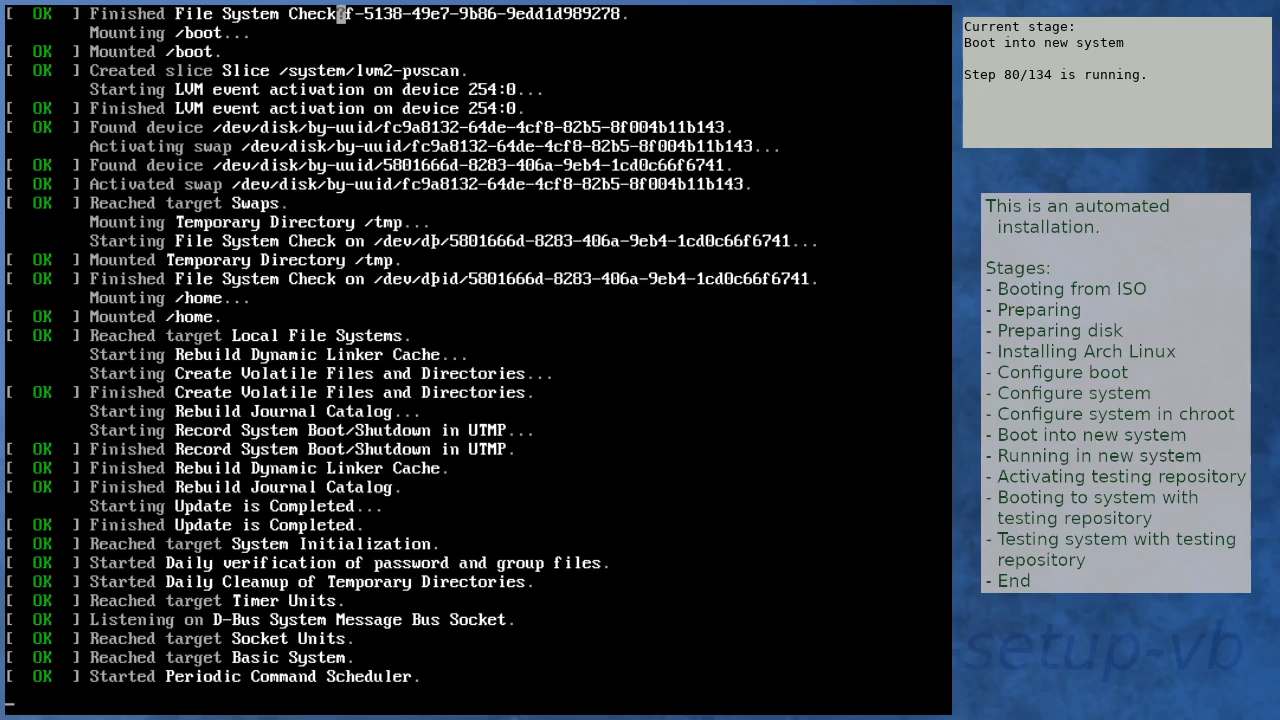 [  OK  ] Finished File System Check f-5138-49e7-9b86-9edd1d989278.
Mounting /boot...
[  OK  ] Mounted /boot.
[  OK  ] Created slice Slice /system/lvm2-pvscan.
Starting LVM event activation on device 254:0...
[  OK  ] Finished LVM event activation on device 254:0.
[  OK  ] Found device /dev/disk/by-uuid/fc9a8132-64de-4cf8-82b5-8f004b11b143.
Activating swap /dev/disk/by-uuid/fc9a8132-64de-4cf8-82b5-8f004b11b143...
[  OK  ] Found device /dev/disk/by-uuid/5801666d-8283-406a-9eb4-1cd0c66f6741.
[  OK  ] Activated swap /dev/disk/by-uuid/fc9a8132-64de-4cf8-82b5-8f004b11b143.
[  OK  ] Reached target Swaps.
Mounting Temporary Directory /tmp...
Starting File System Check on /dev/dþ/5801666d-8283-406a-9eb4-1cd0c66f6741...
[  OK  ] Mounted Temporary Directory /tmp.
[  OK  ] Finished File System Check on /dev/dþid/5801666d-8283-406a-9eb4-1cd0c66f6741.
Mounting /home...
[  OK  ] Mounted /home.
[  OK  ] Reached target Local File Systems.
Starting Rebuild Dynamic Linker Cache...
Starting Create Volatile Files and Directories...
[  OK  ] Finished Create Volatile Files and Directories.
Starting Rebuild Journal Catalog...
Starting Record System Boot/Shutdown in UTMP...
[  OK  ] Finished Record System Boot/Shutdown in UTMP.
[  OK  ] Finished Rebuild Dynamic Linker Cache.
[  OK  ] Finished Rebuild Journal Catalog.
Starting Update is Completed...
[  OK  ] Finished Update is Completed.
[  OK  ] Reached target System Initialization.
[  OK  ] Started Daily verification of password and group files.
[  OK  ] Started Daily Cleanup of Temporary Directories.
[  OK  ] Reached target Timer Units.
[  OK  ] Listening on D-Bus System Message Bus Socket.
[  OK  ] Reached target Socket Units.
[  OK  ] Reached target Basic System.
[  OK  ] Started Periodic Command Scheduler.
Current stage:
Boot into new system
Step 80/134 is running.
This is an automated
installation.
Stages:
- Booting from ISO
- Preparing
- Preparing disk
- Installing Arch Linux
- Configure boot
- Configure system
- Configure system in chroot
- Boot into new system
- Running in new system
- Activating testing repository
- Booting to system with
testing repository
- Testing system with testing
repository
- End
-setup-vb